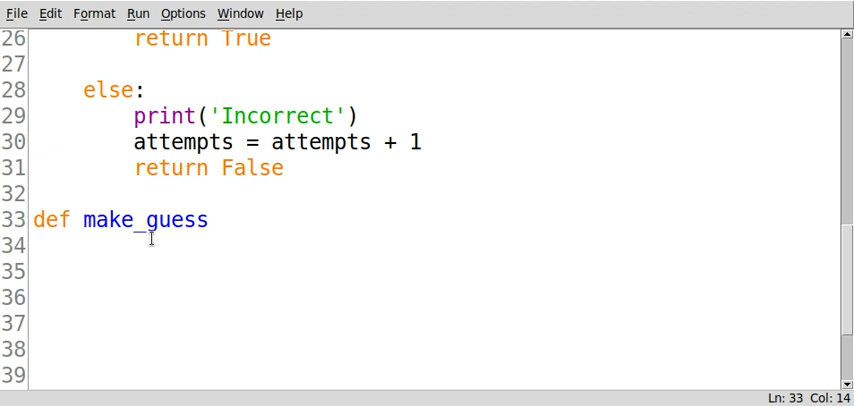 File Edit Format Run Options Window Help
26 return True
27
28 else:
29 print('Incorrect')
30 attempts = attempts + 1
31 return False
32
33 def make_guess
34
35
36
37
38
39
Ln: 33 Col: 14